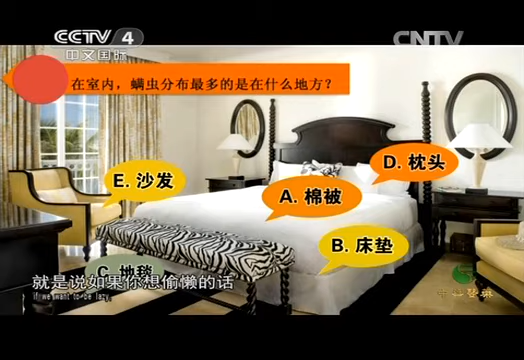 CCTV 4
中文国际
CNTV
在室内，螨虫分布最多的是在什么地方？
D. 枕头
E. 沙发
A. 棉被
B. 床垫
C. 地毯
就是说如果你想偷懒的话
if we want to be lazy